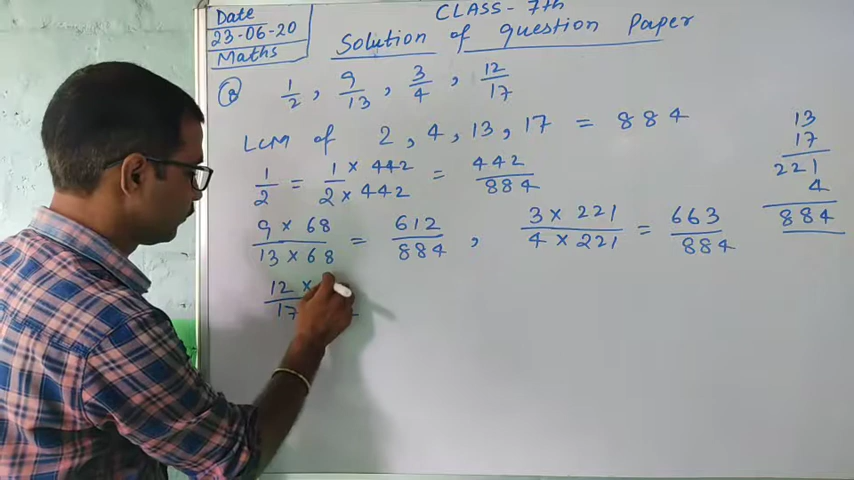 Date
23-06-20
Maths
CLASS - 7th
Solution of question Paper
Q 1/2 , 9/13 , 3/4 , 12/17
LCM of 2, 4, 13, 17 = 884
1/2 = 1 × 442 / 2 × 442 = 442/884
9 × 68 / 13 × 68 = 612/884 , 3 × 221 / 4 × 221 = 663/884
12 × / 17
13
17
221
4
884